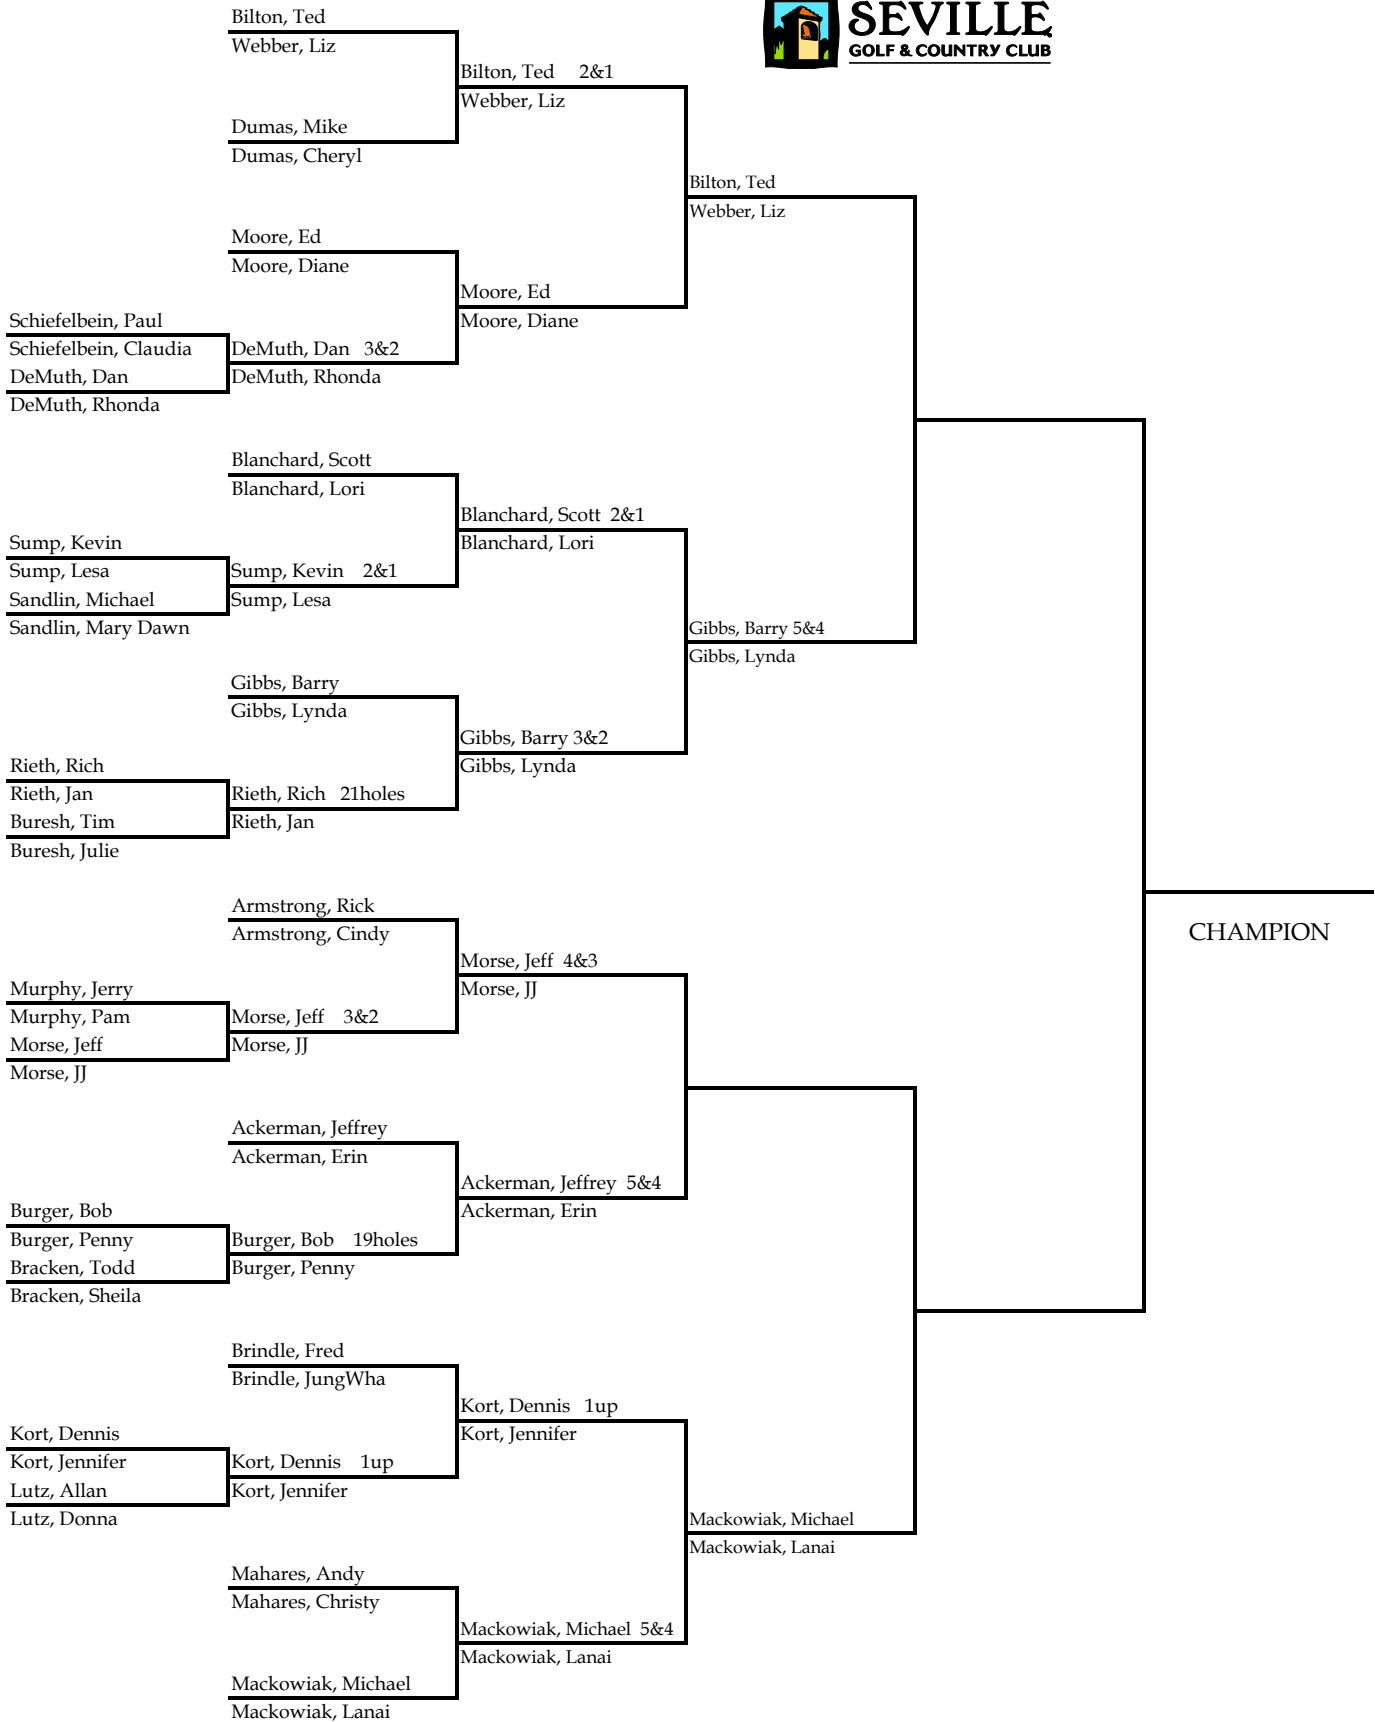 SEVILLE
GOLF & COUNTRY CLUB
Bilton, Ted
Webber, Liz
Bilton, Ted 2&1
Webber, Liz
Dumas, Mike
Dumas, Cheryl
Bilton, Ted
Webber, Liz
Moore, Ed
Moore, Diane
Moore, Ed
Moore, Diane
Schiefelbein, Paul
Schiefelbein, Claudia
DeMuth, Dan
DeMuth, Rhonda
DeMuth, Dan 3&2
DeMuth, Rhonda
Blanchard, Scott
Blanchard, Lori
Blanchard, Scott 2&1
Blanchard, Lori
Sump, Kevin
Sump, Lesa
Sandlin, Michael
Sandlin, Mary Dawn
Sump, Kevin 2&1
Sump, Lesa
Gibbs, Barry 5&4
Gibbs, Lynda
Gibbs, Barry
Gibbs, Lynda
Gibbs, Barry 3&2
Gibbs, Lynda
Rieth, Rich
Rieth, Jan
Buresh, Tim
Buresh, Julie
Rieth, Rich 21holes
Rieth, Jan
CHAMPION
Armstrong, Rick
Armstrong, Cindy
Morse, Jeff 4&3
Morse, JJ
Murphy, Jerry
Murphy, Pam
Morse, Jeff
Morse, JJ
Morse, Jeff 3&2
Morse, JJ
Ackerman, Jeffrey
Ackerman, Erin
Ackerman, Jeffrey 5&4
Ackerman, Erin
Burger, Bob
Burger, Penny
Bracken, Todd
Bracken, Sheila
Burger, Bob 19holes
Burger, Penny
Brindle, Fred
Brindle, JungWha
Kort, Dennis 1up
Kort, Jennifer
Kort, Dennis
Kort, Jennifer
Lutz, Allan
Lutz, Donna
Kort, Dennis 1up
Kort, Jennifer
Mackowiak, Michael
Mackowiak, Lanai
Mahares, Andy
Mahares, Christy
Mackowiak, Michael 5&4
Mackowiak, Lanai
Mackowiak, Michael
Mackowiak, Lanai